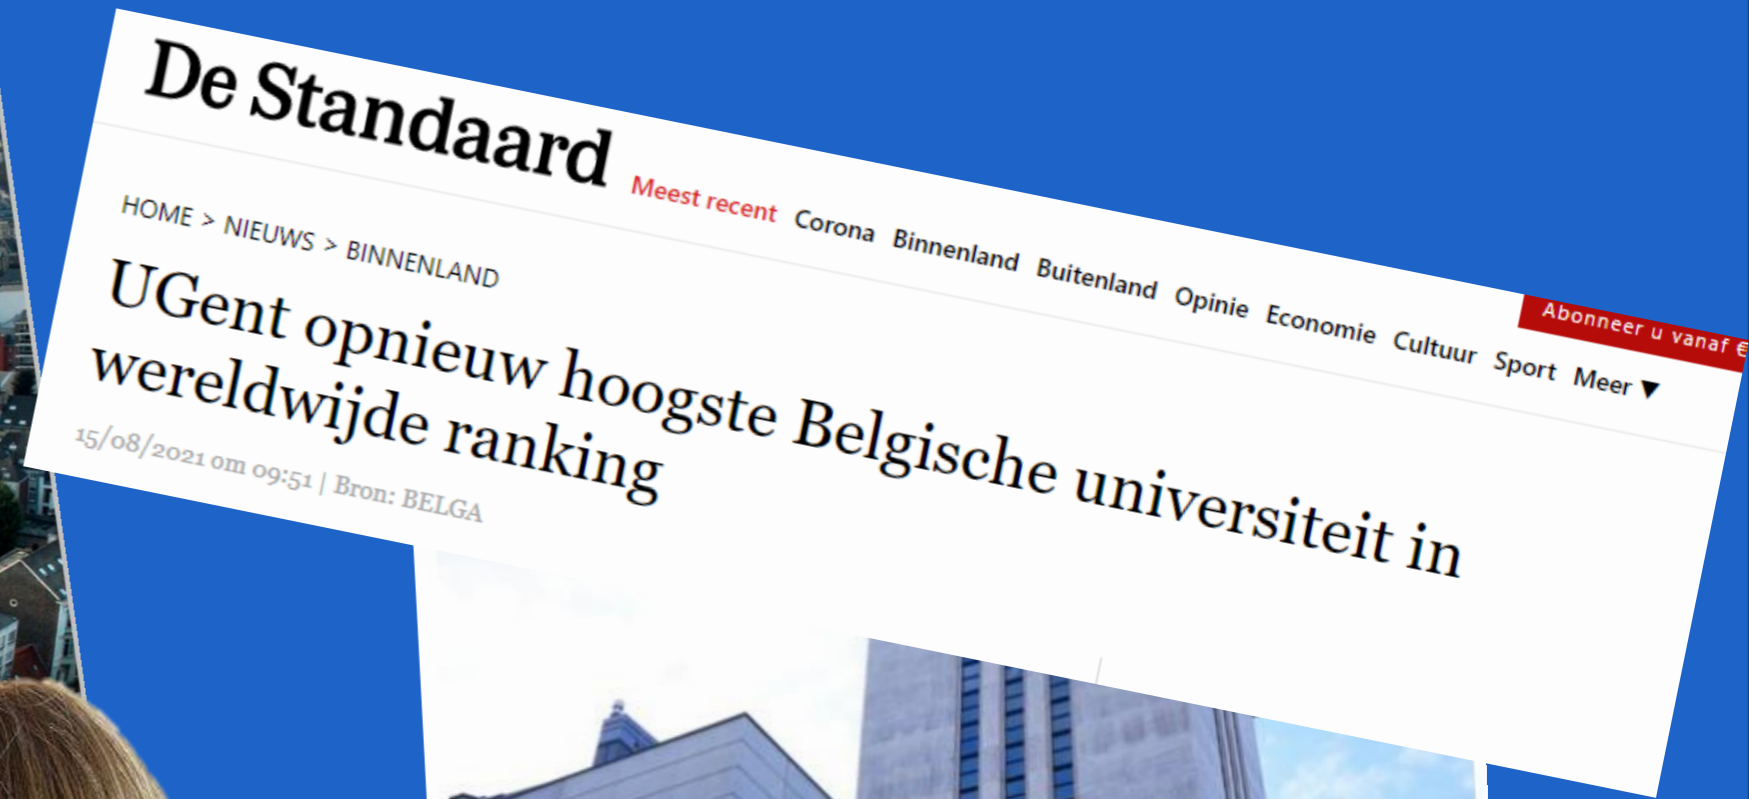 De Standaard
Meest recent Corona Binnenland Buitenland Opinie Economie Cultuur Sport Meer ▼
Abonneer u vanaf €
HOME > NIEUWS > BINNENLAND
UGent opnieuw hoogste Belgische universiteit in
wereldwijde ranking
15/08/2021 om 09:51 | Bron: BELGA